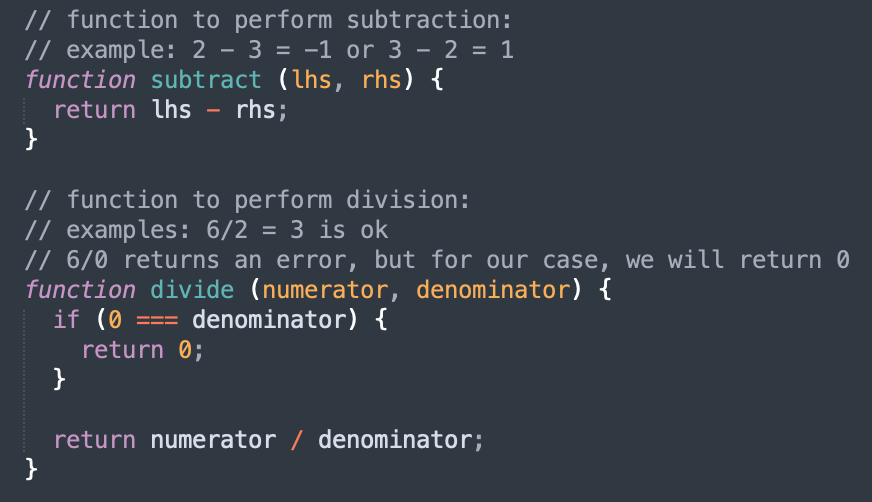 // function to perform subtraction:
// example: 2 - 3 = -1 or 3 - 2 = 1
function subtract (lhs, rhs) {
  return lhs - rhs;
}

// function to perform division:
// examples: 6/2 = 3 is ok
// 6/0 returns an error, but for our case, we will return 0
function divide (numerator, denominator) {
  if (0 === denominator) {
    return 0;
  }

  return numerator / denominator;
}